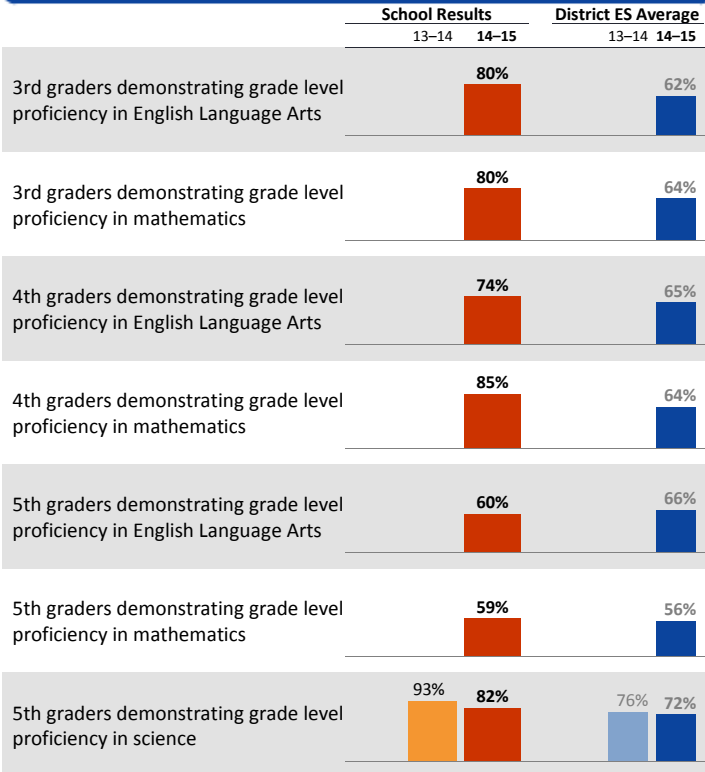 School Results District ES Average
13–14 14–15 13–14 14–15
80% 62%
3rd graders demonstrating grade level
proficiency in English Language Arts
80% 64%
3rd graders demonstrating grade level
proficiency in mathematics
74% 65%
4th graders demonstrating grade level
proficiency in English Language Arts
85% 64%
4th graders demonstrating grade level
proficiency in mathematics
60% 66%
5th graders demonstrating grade level
proficiency in English Language Arts
59% 56%
5th graders demonstrating grade level
proficiency in mathematics
93% 82% 76% 72%
5th graders demonstrating grade level
proficiency in science